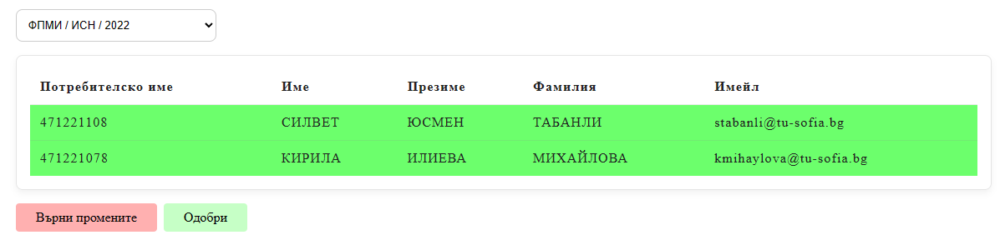 ФПМИ / ИСН / 2022
Потребителско име Име Презиме Фамилия Имейл
471221108 СИЛВЕТ ЮСМЕН ТАБАНЛИ stabanli@tu-sofia.bg
471221078 КИРИЛА ИЛИЕВА МИХАЙЛОВА kmihaylova@tu-sofia.bg
Върни промените Одобри